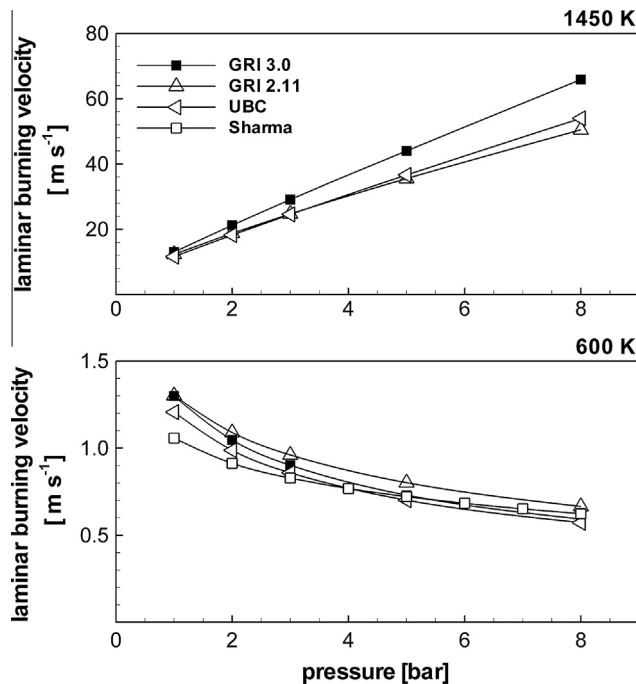 1450 K
80
60
40
20
laminar burning velocity
[ m s-1]
GRI 3.0
GRI 2.11
UBC
Sharma
0 2 4 6 8
600 K
1.5
1.0
0.5
laminar burning velocity
[ m s-1]
0 2 4 6 8
pressure [bar]